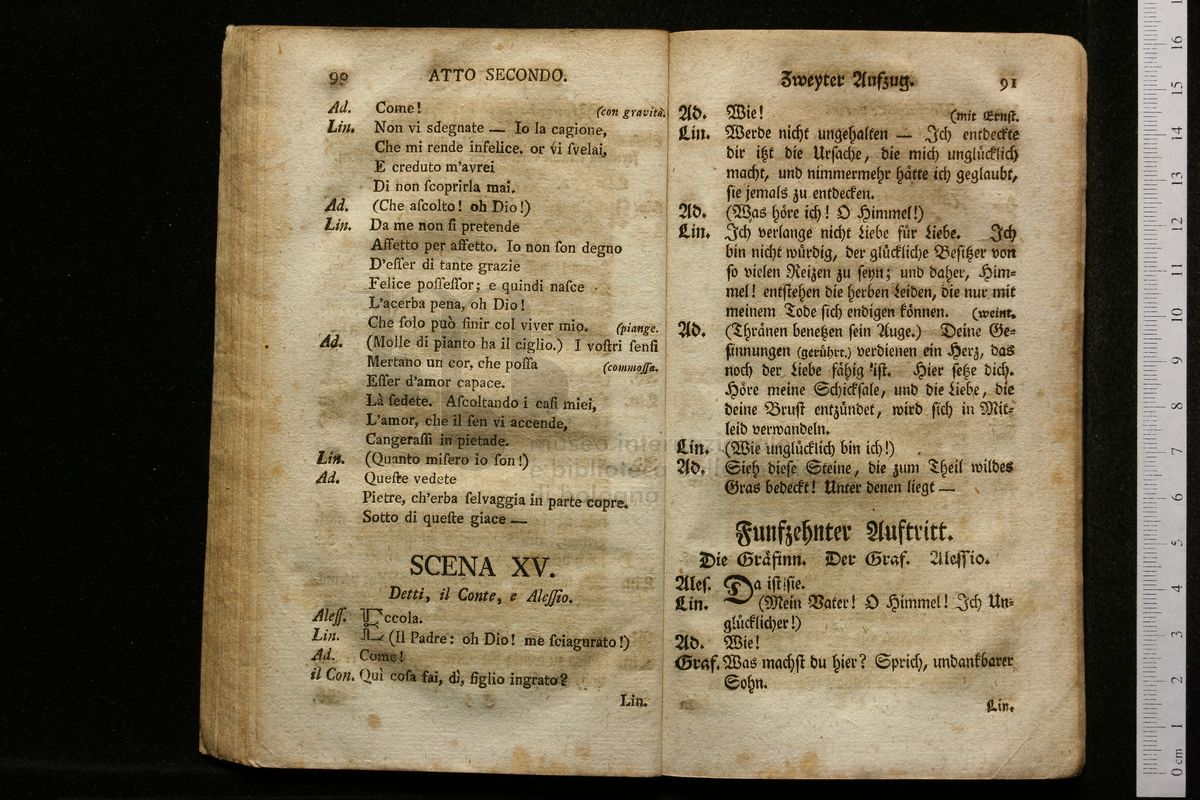 90 ATTO SECONDO.
Ad. Come! (con gravità.
Lin. Non vi sdegnate — Io la cagione,
Che mi rende infelice. or vi ſvelai,
E creduto m'avrei
Di non ſcoprirla mai.
Ad. (Che aſcolto! oh Dio!)
Lin. Da me non ſi pretende
Affetto per affetto. Io non ſon degno
D'eſſer di tante grazie
Felice poſſeſſor; e quindi naſce
L'acerba pena, oh Dio!
Che ſolo può finir col viver mio. (piange.
Ad. (Molle di pianto ha il ciglio.) I voſtri ſenſi
Mertano un cor, che poſſa (commoſſa.
Eſſer d'amor capace.
Là ſedete. Aſcoltando i caſi miei,
L'amor, che il ſen vi accende,
Cangeraſſi in pietade.
Lin. (Quanto miſero io ſon!)
Ad. Queſte vedete
Pietre, ch'erba ſelvaggia in parte copre.
Sotto di queſte giace —
SCENA XV.
Detti, il Conte, e Aleſſio.
Aleſſ. Eccola.
Lin. (Il Padre: oh Dio! me ſciagurato!)
Ad. Come!
il Con. Quì coſa fai, dì, figlio ingrato?
Lin.
Zweyter Aufzug. 91
Ad. Wie! (mit Ernſt.
Lin. Werde nicht ungehalten — Ich entdeckte
dir itzt die Urſache, die mich unglücklich
macht, und nimmermehr hätte ich geglaubt,
ſie jemals zu entdecken.
Ad. (Was höre ich! O Himmel!)
Lin. Ich verlange nicht Liebe für Liebe. Ich
bin nicht würdig, der glückliche Beſitzer von
ſo vielen Reizen zu ſeyn; und daher, Him=
mel! entſtehen die herben Leiden, die nur mit
meinem Tode ſich endigen können. (weint.
Ad. (Thränen benetzen ſein Auge.) Deine Ge=
ſinnungen (gerührt.) verdienen ein Herz, das
noch der Liebe fähig iſt. Hier ſetze dich.
Höre meine Schickſale, und die Liebe, die
deine Bruſt entzündet, wird ſich in Mit=
leid verwandeln.
Lin. (Wie unglücklich bin ich!)
Ad. Sieh dieſe Steine, die zum Theil wildes
Gras bedeckt! Unter denen liegt —
Funfzehnter Auftritt.
Die Gräfinn. Der Graf. Aleſſio.
Aleſ. Da iſt ſie.
Lin. (Mein Vater! O Himmel! Ich Un=
glücklicher!)
Ad. Wie!
Graf. Was machſt du hier? Sprich, undankbarer
Sohn.
Lin.